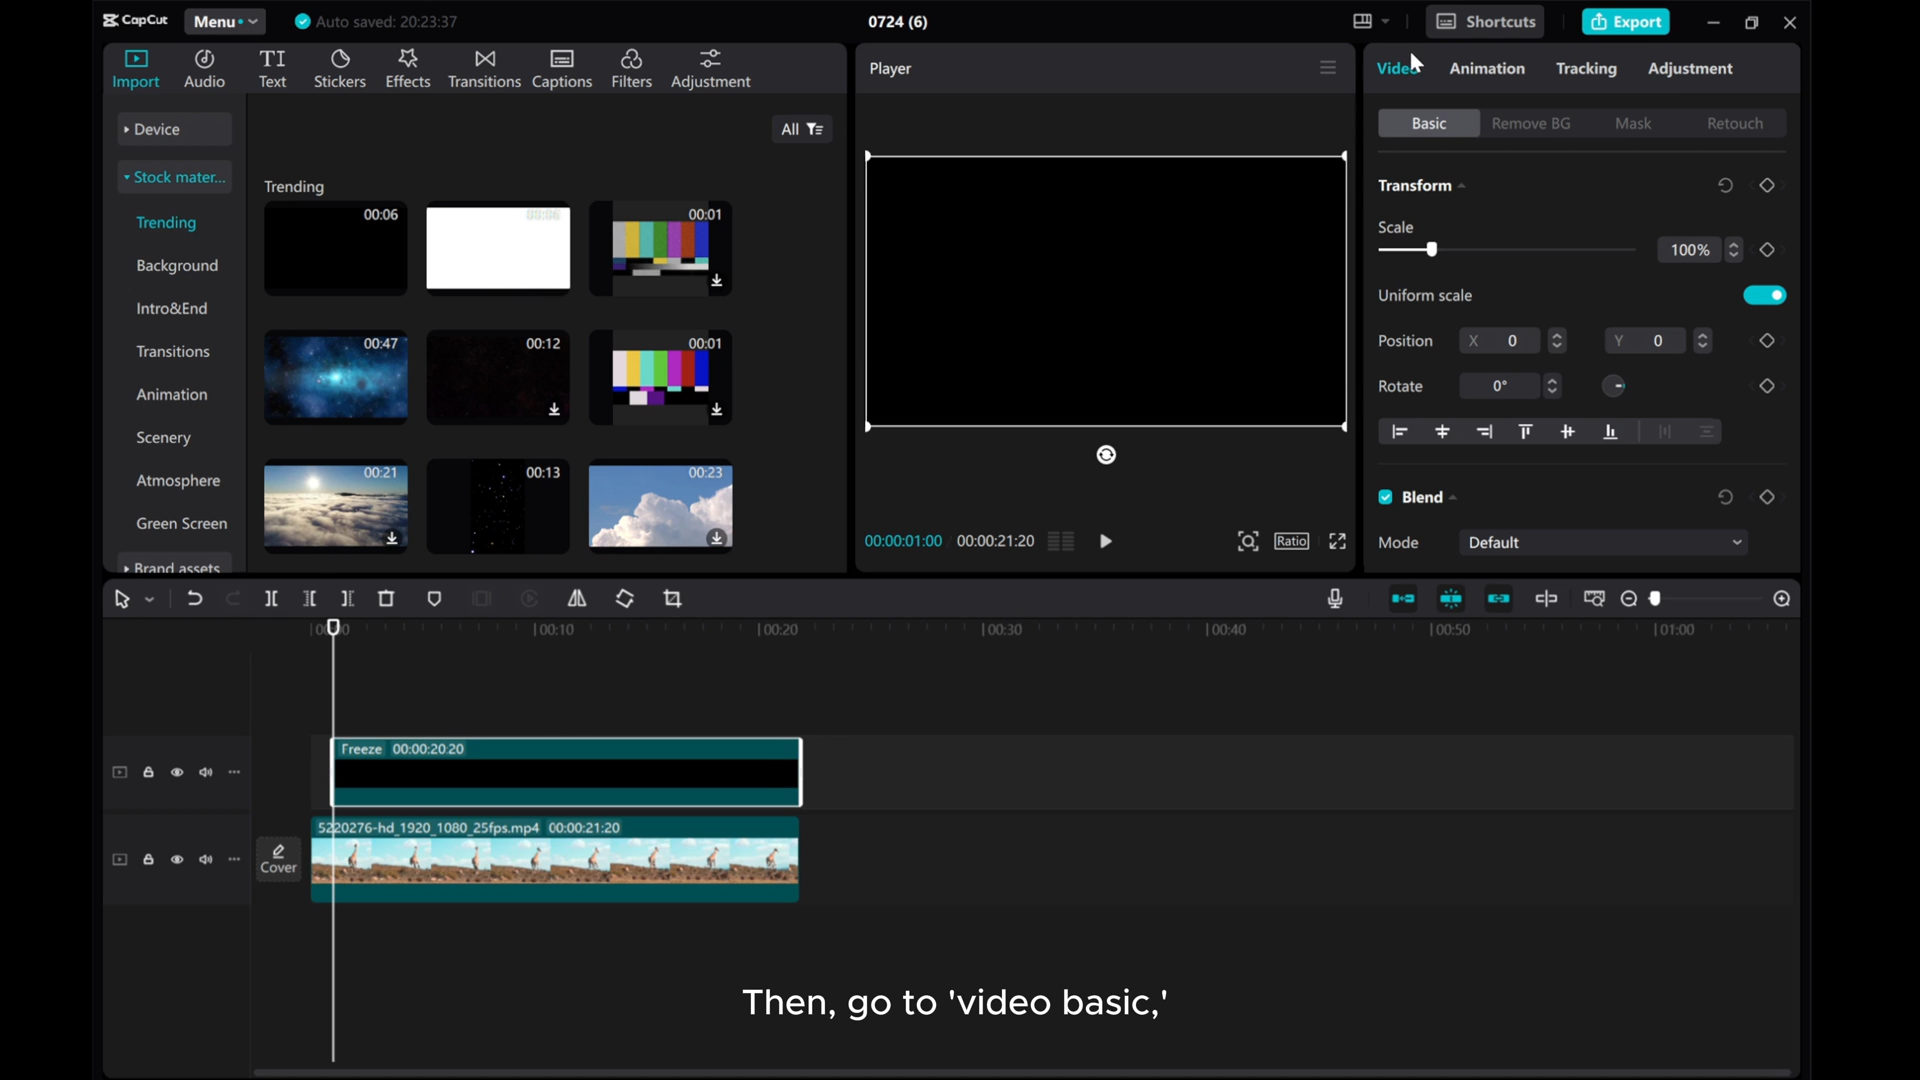 CapCut
Menu
Auto saved: 20:23:37
0724 (6)
Shortcuts
Export
Import
Audio
TI
Text
Stickers
Effects
Transitions
Captions
Filters
Adjustment
Player
Video
Animation
Tracking
Adjustment
Device
Stock mater...
Trending
Background
Intro&End
Transitions
Animation
Scenery
Atmosphere
Green Screen
Brand assets
All
Trending
00:06
00:06
00:01
00:47
00:12
00:01
00:21
00:13
00:23
00:00:01:00
00:00:21:20
Ratio
Basic
Remove BG
Mask
Retouch
Transform
Scale
100%
Uniform scale
Position
X 0
Y 0
Rotate
0°
Blend
Mode
Default
00:00
00:10
00:20
00:30
00:40
00:50
01:00
Freeze 00:00:20:20
5220276-hd_1920_1080_25fps.mp4 00:00:21:20
Cover
Then, go to 'video basic,'